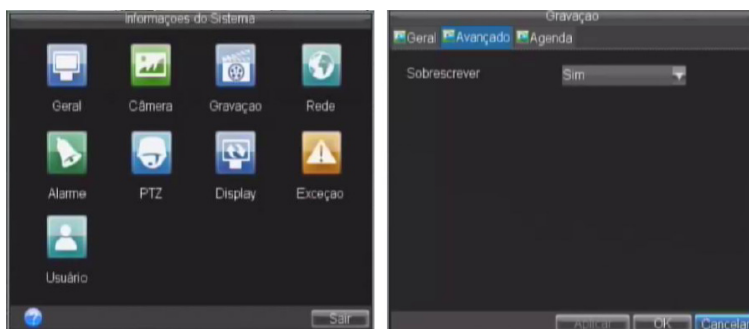 Informaçoes do Sistema
Geral Câmera Gravaçao Rede
Alarme PTZ Display Exceçao
Usuário
Sair
Gravaçao
Geral Avançado Agenda
Sobrescrever Sim
Aplicar OK Cancelar